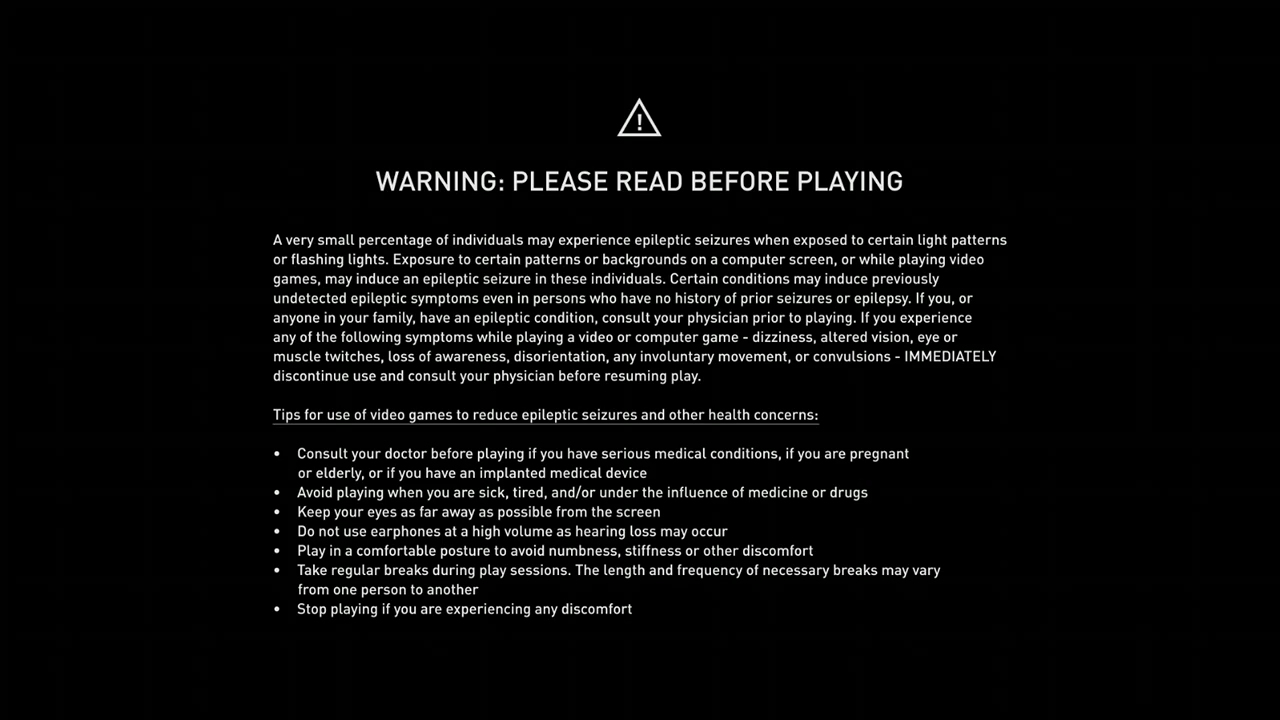 WARNING: PLEASE READ BEFORE PLAYING
A very small percentage of individuals may experience epileptic seizures when exposed to certain light patterns
or flashing lights. Exposure to certain patterns or backgrounds on a computer screen, or while playing video
games, may induce an epileptic seizure in these individuals. Certain conditions may induce previously
undetected epileptic symptoms even in persons who have no history of prior seizures or epilepsy. If you, or
anyone in your family, have an epileptic condition, consult your physician prior to playing. If you experience
any of the following symptoms while playing a video or computer game - dizziness, altered vision, eye or
muscle twitches, loss of awareness, disorientation, any involuntary movement, or convulsions - IMMEDIATELY
discontinue use and consult your physician before resuming play.
Tips for use of video games to reduce epileptic seizures and other health concerns:
• Consult your doctor before playing if you have serious medical conditions, if you are pregnant
or elderly, or if you have an implanted medical device
• Avoid playing when you are sick, tired, and/or under the influence of medicine or drugs
• Keep your eyes as far away as possible from the screen
• Do not use earphones at a high volume as hearing loss may occur
• Play in a comfortable posture to avoid numbness, stiffness or other discomfort
• Take regular breaks during play sessions. The length and frequency of necessary breaks may vary
from one person to another
• Stop playing if you are experiencing any discomfort